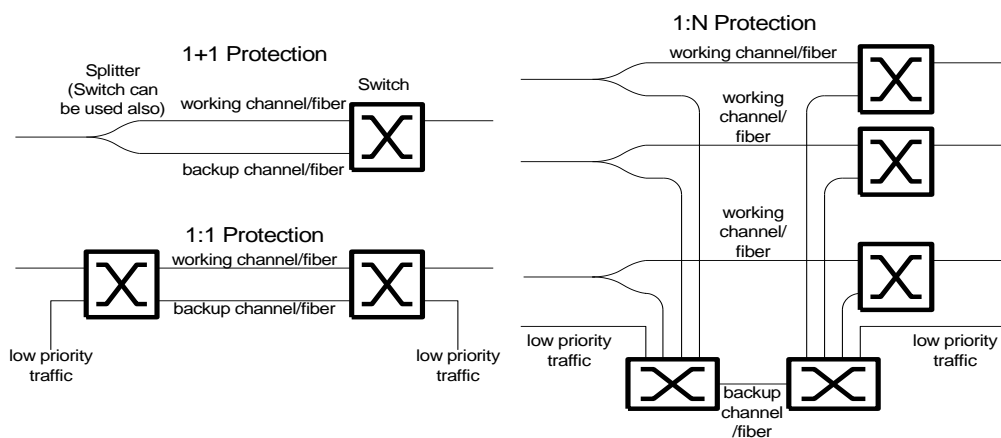 1+1 Protection
Splitter
(Switch can
be used also)
working channel/fiber
Switch
backup channel/fiber
1:1 Protection
working channel/fiber
backup channel/fiber
low priority
traffic
low priority
traffic
1:N Protection
working channel/fiber
working
channel/
fiber
working
channel/
fiber
low priority
traffic
low priority
traffic
backup
channel
/fiber